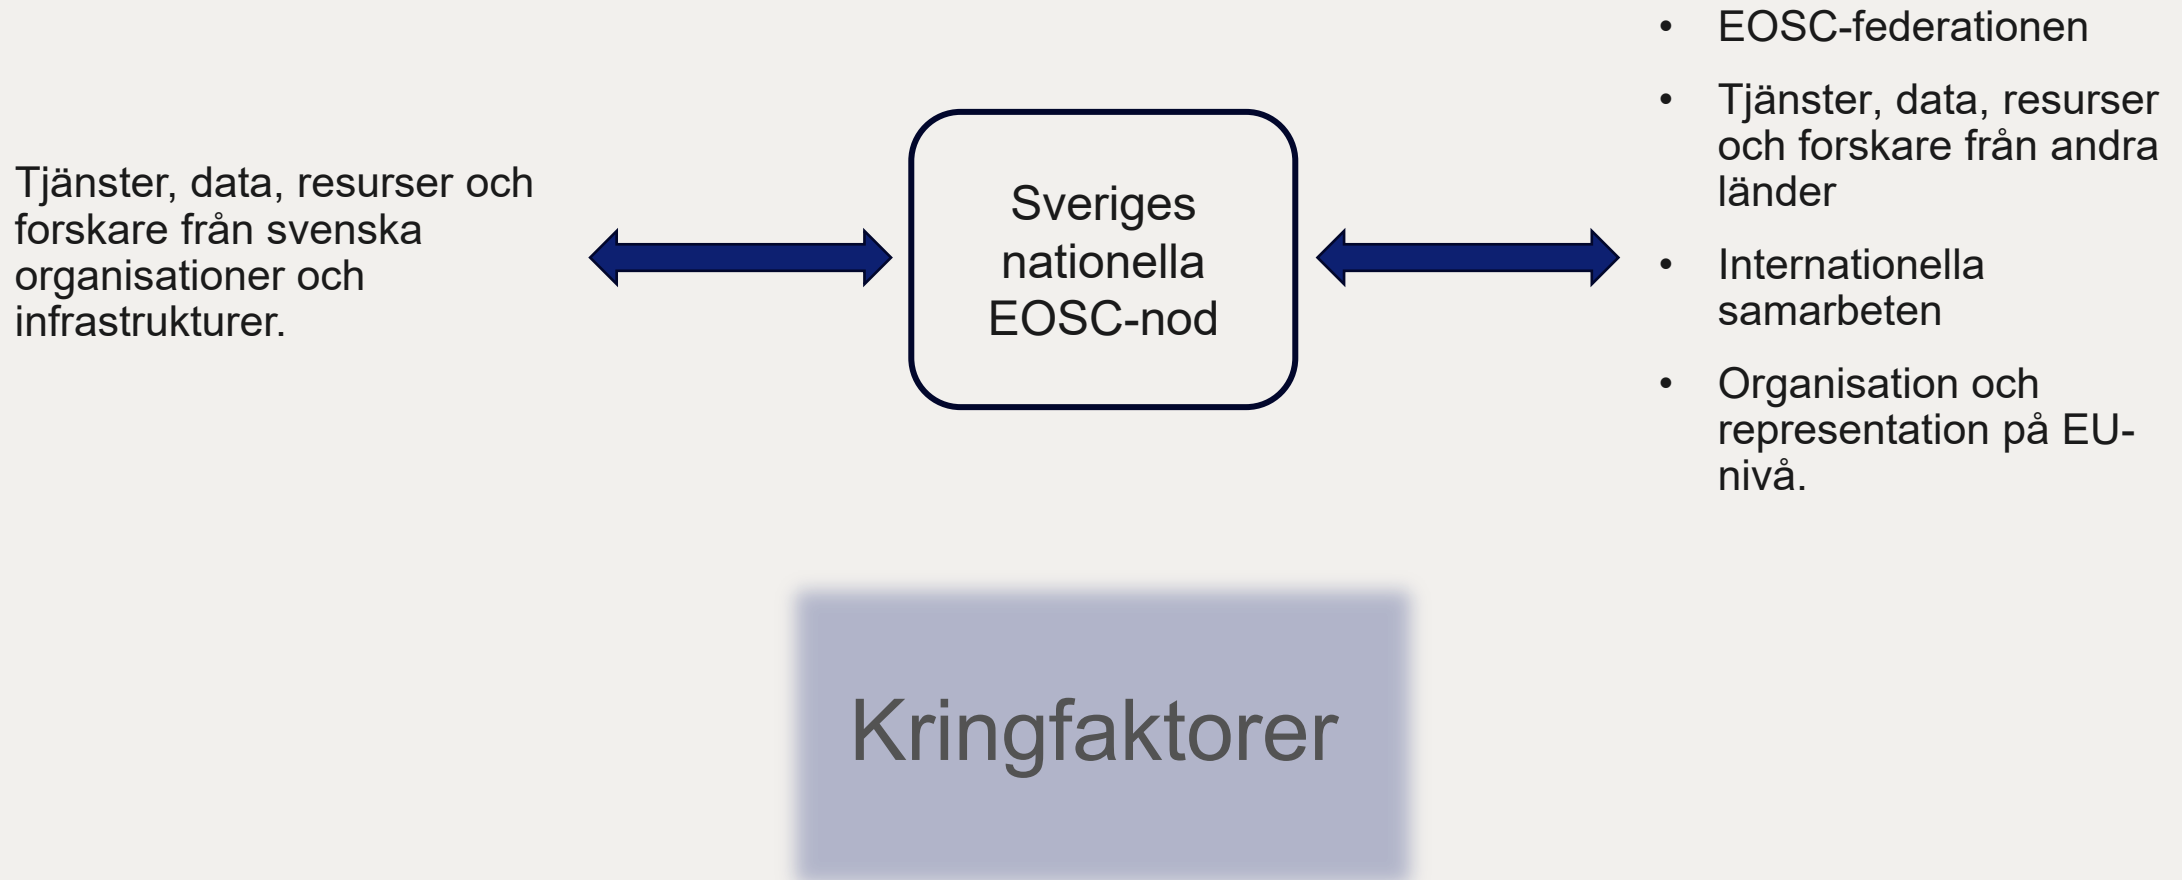 Tjänster, data, resurser och
forskare från svenska
organisationer och
infrastrukturer.
Sveriges
nationella
EOSC-nod
• EOSC-federationen
• Tjänster, data, resurser
och forskare från andra
länder
• Internationella
samarbeten
• Organisation och
representation på EU-
nivå.
Kringfaktorer